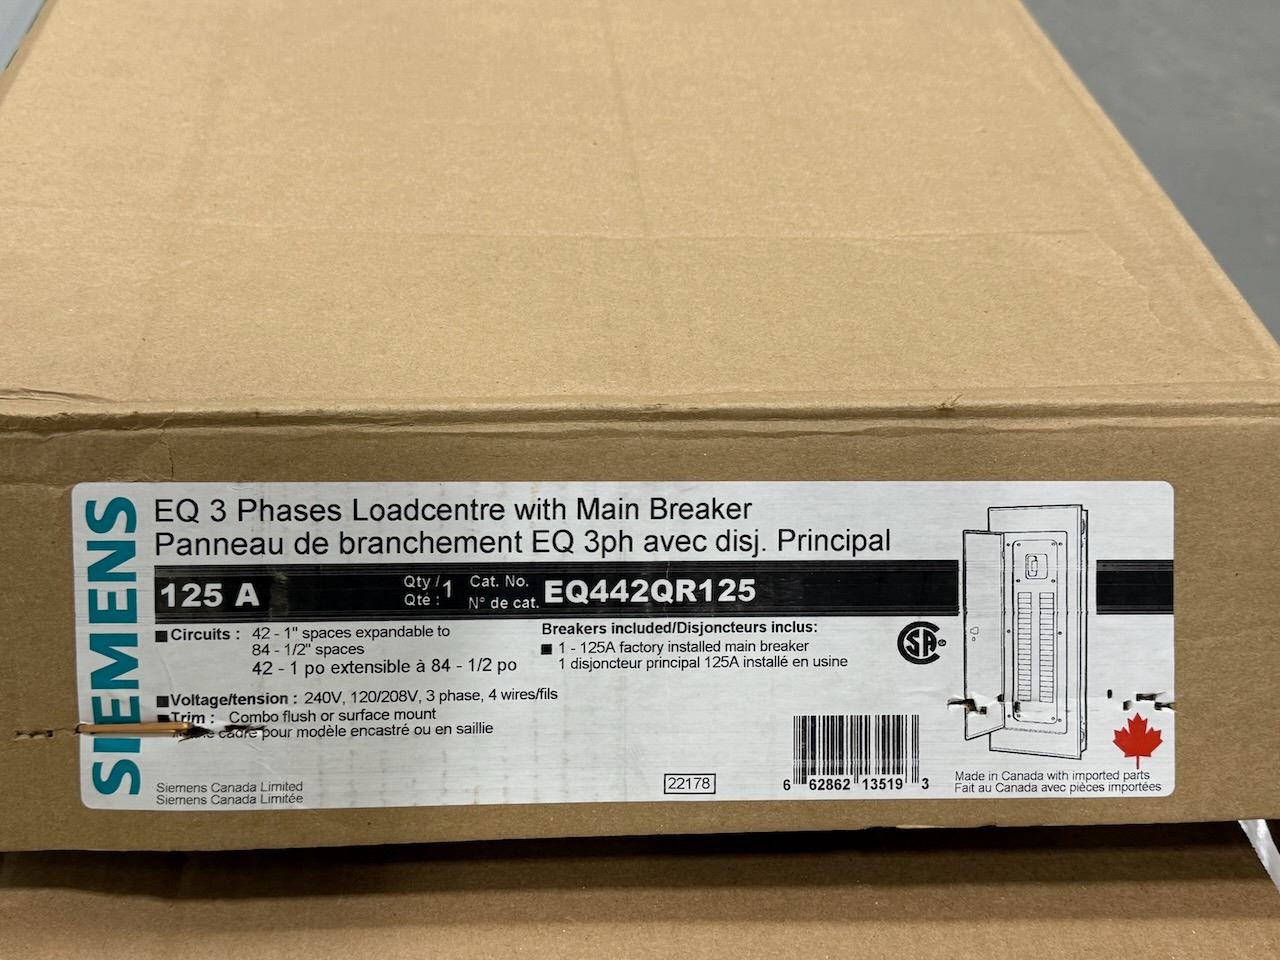 SIEMENS
EQ 3 Phases Loadcentre with Main Breaker
Panneau de branchement EQ 3ph avec disj. Principal
125 A
Qty / 1
Qté :
Cat. No.
N° de cat.
EQ442QR125
Circuits : 42 - 1" spaces expandable to
84 - 1/2" spaces
42 - 1 po extensible à 84 - 1/2 po
Breakers included/Disjoncteurs inclus:
1 - 125A factory installed main breaker
1 disjoncteur principal 125A installé en usine
SA
Voltage/tension : 240V, 120/208V, 3 phase, 4 wires/fils
Trim : Combo flush or surface mount
cadre pour modèle encastré ou en saillie
Siemens Canada Limited
Siemens Canada Limitée
22178
6 62862 13519 3
Made in Canada with imported parts
Fait au Canada avec pièces importées